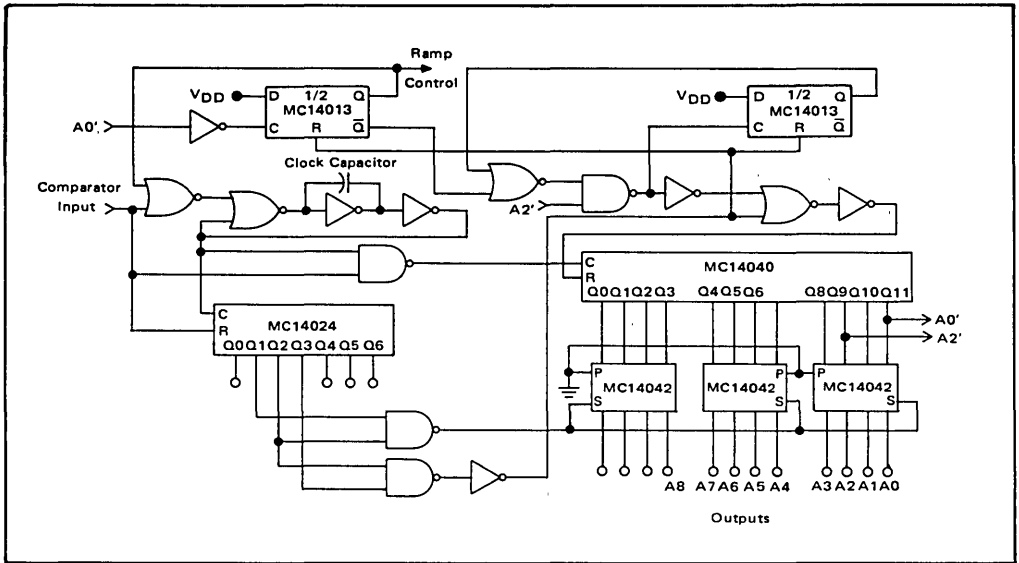 Ramp
Control
VDD
D 1/2 Q
MC14013
C R Q̅
A0'
VDD
D 1/2 Q
MC14013
C R Q̅
Clock Capacitor
Comparator
Input
A2'
C
R
MC14040
Q0 Q1 Q2 Q3 Q4 Q5 Q6 Q8 Q9 Q10 Q11
A0'
A2'
C
R
MC14024
Q0 Q1 Q2 Q3 Q4 Q5 Q6
P
MC14042
S
P
MC14042
S
P
MC14042
S
A8 A7 A6 A5 A4 A3 A2 A1 A0
Outputs